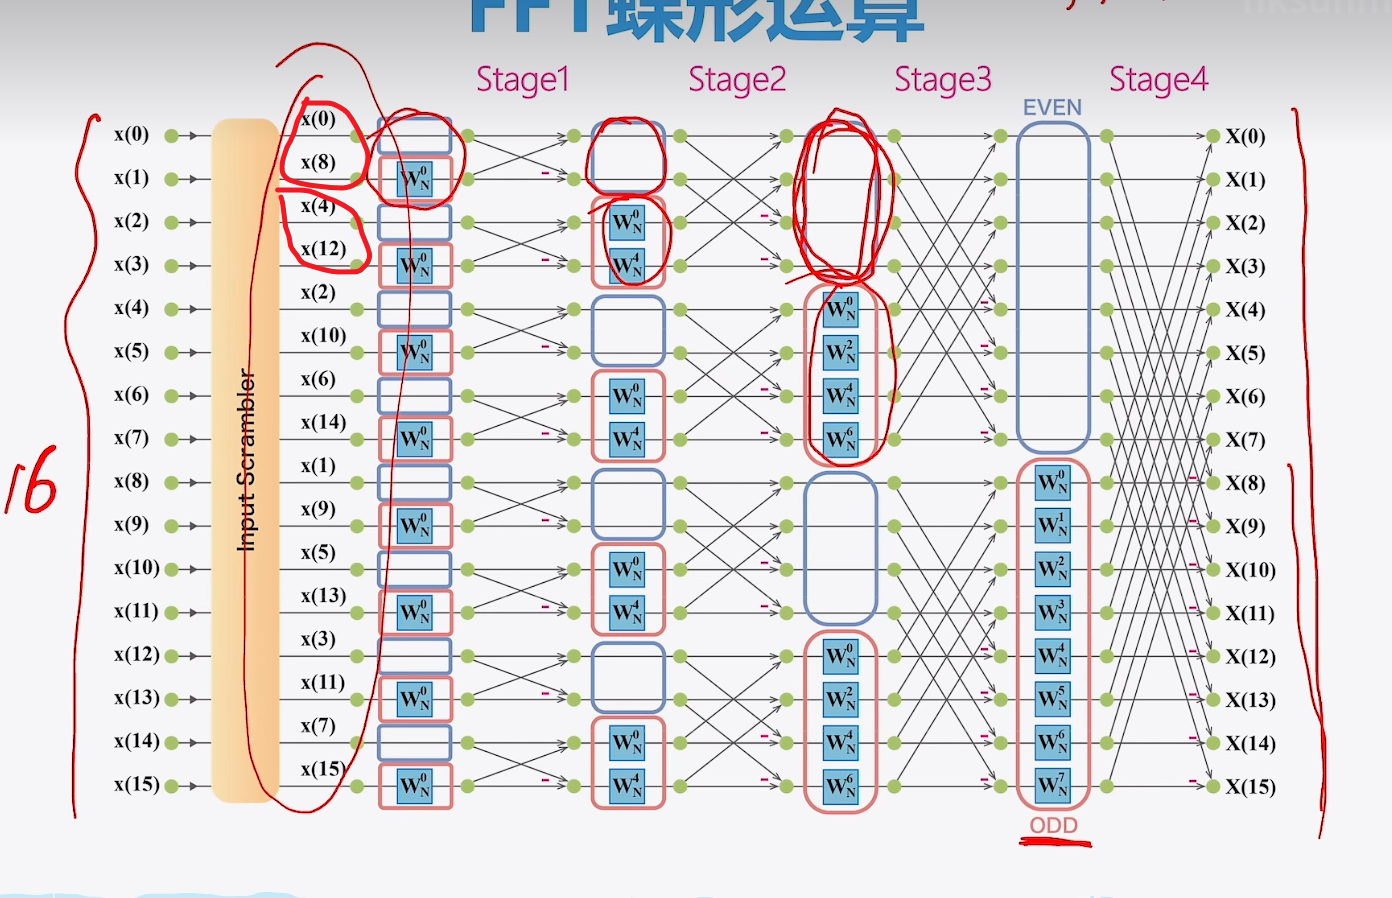 FFT蝶形运算
Stage1 Stage2 Stage3 Stage4
EVEN
x(0) x(0) X(0)
x(1) x(8) W_N^0 X(1)
x(2) x(4) W_N^0 X(2)
x(3) x(12) W_N^0 W_N^4 X(3)
x(4) x(2) W_N^0 X(4)
x(5) x(10) W_N^0 W_N^2 X(5)
x(6) x(6) W_N^0 W_N^4 X(6)
x(7) x(14) W_N^0 W_N^4 W_N^6 X(7)
x(8) x(1) W_N^0 X(8)
x(9) x(9) W_N^0 W_N^1 X(9)
x(10) x(5) W_N^0 W_N^2 X(10)
x(11) x(13) W_N^0 W_N^4 W_N^3 X(11)
x(12) x(3) W_N^0 W_N^4 X(12)
x(13) x(11) W_N^0 W_N^2 W_N^5 X(13)
x(14) x(7) W_N^0 W_N^4 W_N^6 X(14)
x(15) x(15) W_N^0 W_N^4 W_N^6 W_N^7 X(15)
Input Scrambler
16
ODD